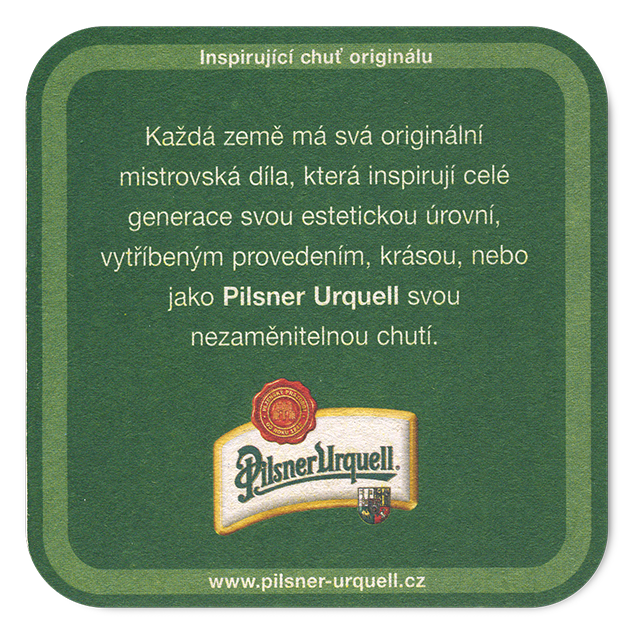 Inspirující chuť originálu
Každá země má svá originální
mistrovská díla, která inspirují celé
generace svou estetickou úrovní,
vytříbeným provedením, krásou, nebo
jako Pilsner Urquell svou
nezaměnitelnou chutí.
Pilsner Urquell.
www.pilsner-urquell.cz